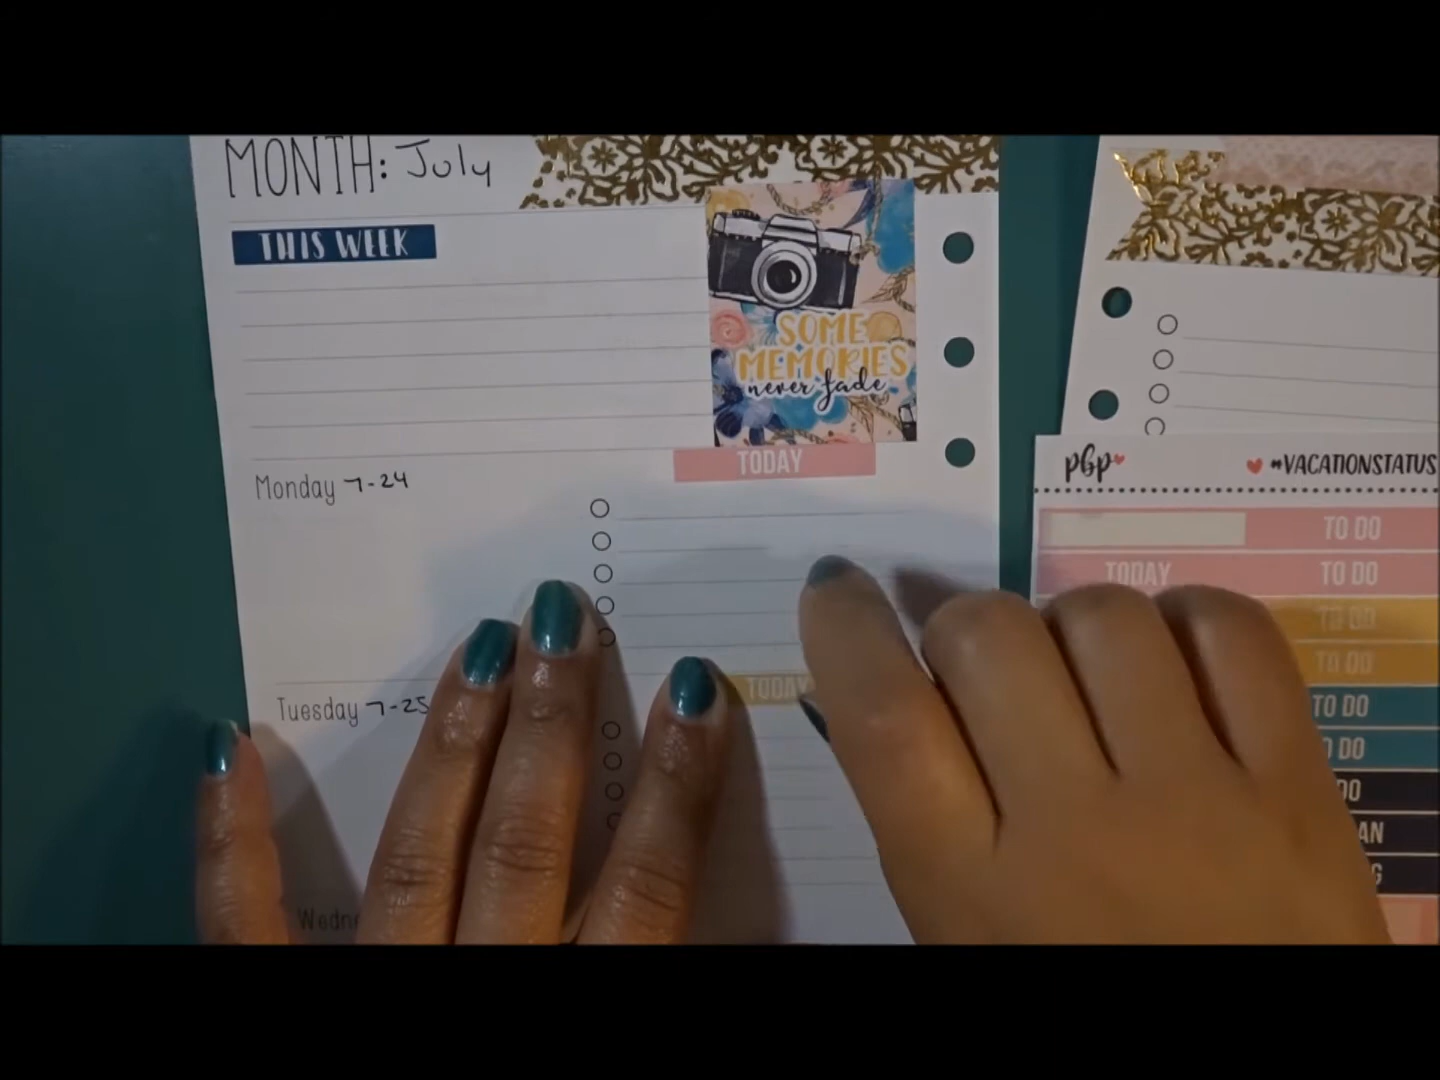 MONTH: July
THIS WEEK
SOME
MEMORIES
never fade
TODAY
Monday 7-24
TODAY
Tuesday 7-25
pbp
#VACATIONSTATUS
TO DO
TODAY TO DO
TO DO
TO DO
TO DO